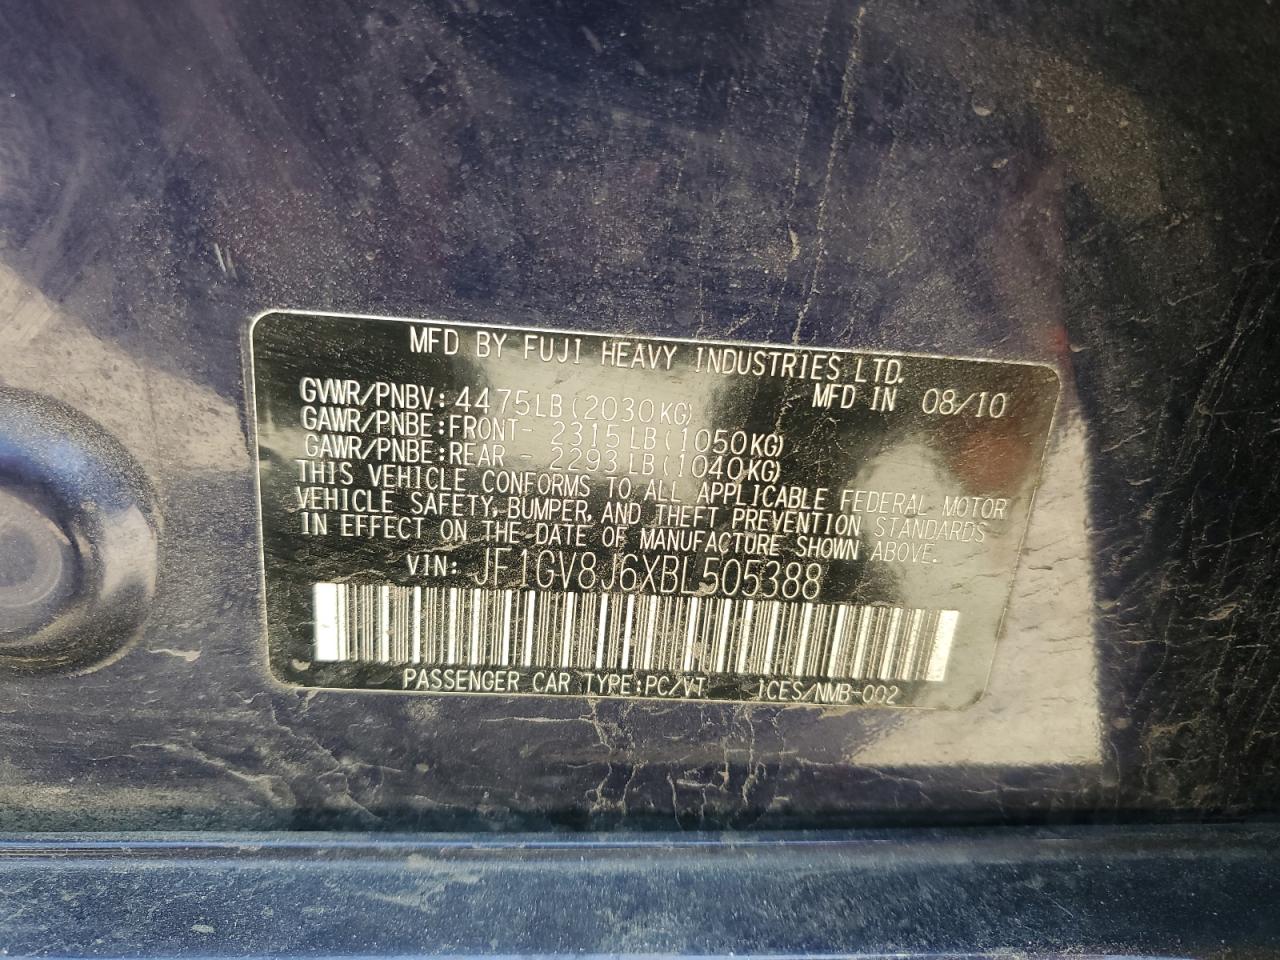 MFD BY FUJI HEAVY INDUSTRIES LTD.
GVWR/PNBV: 4475LB (2030KG) MFD IN 08/10
GAWR/PNBE:FRONT- 2315LB (1050KG)
GAWR/PNBE:REAR - 2293LB (1040KG)
THIS VEHICLE CONFORMS TO ALL APPLICABLE FEDERAL MOTOR
VEHICLE SAFETY, BUMPER, AND THEFT PREVENTION STANDARDS
IN EFFECT ON THE DATE OF MANUFACTURE SHOWN ABOVE.
VIN: JF1GV8J6XBL505388
PASSENGER CAR TYPE:PC/VT 1CES/NMB-002